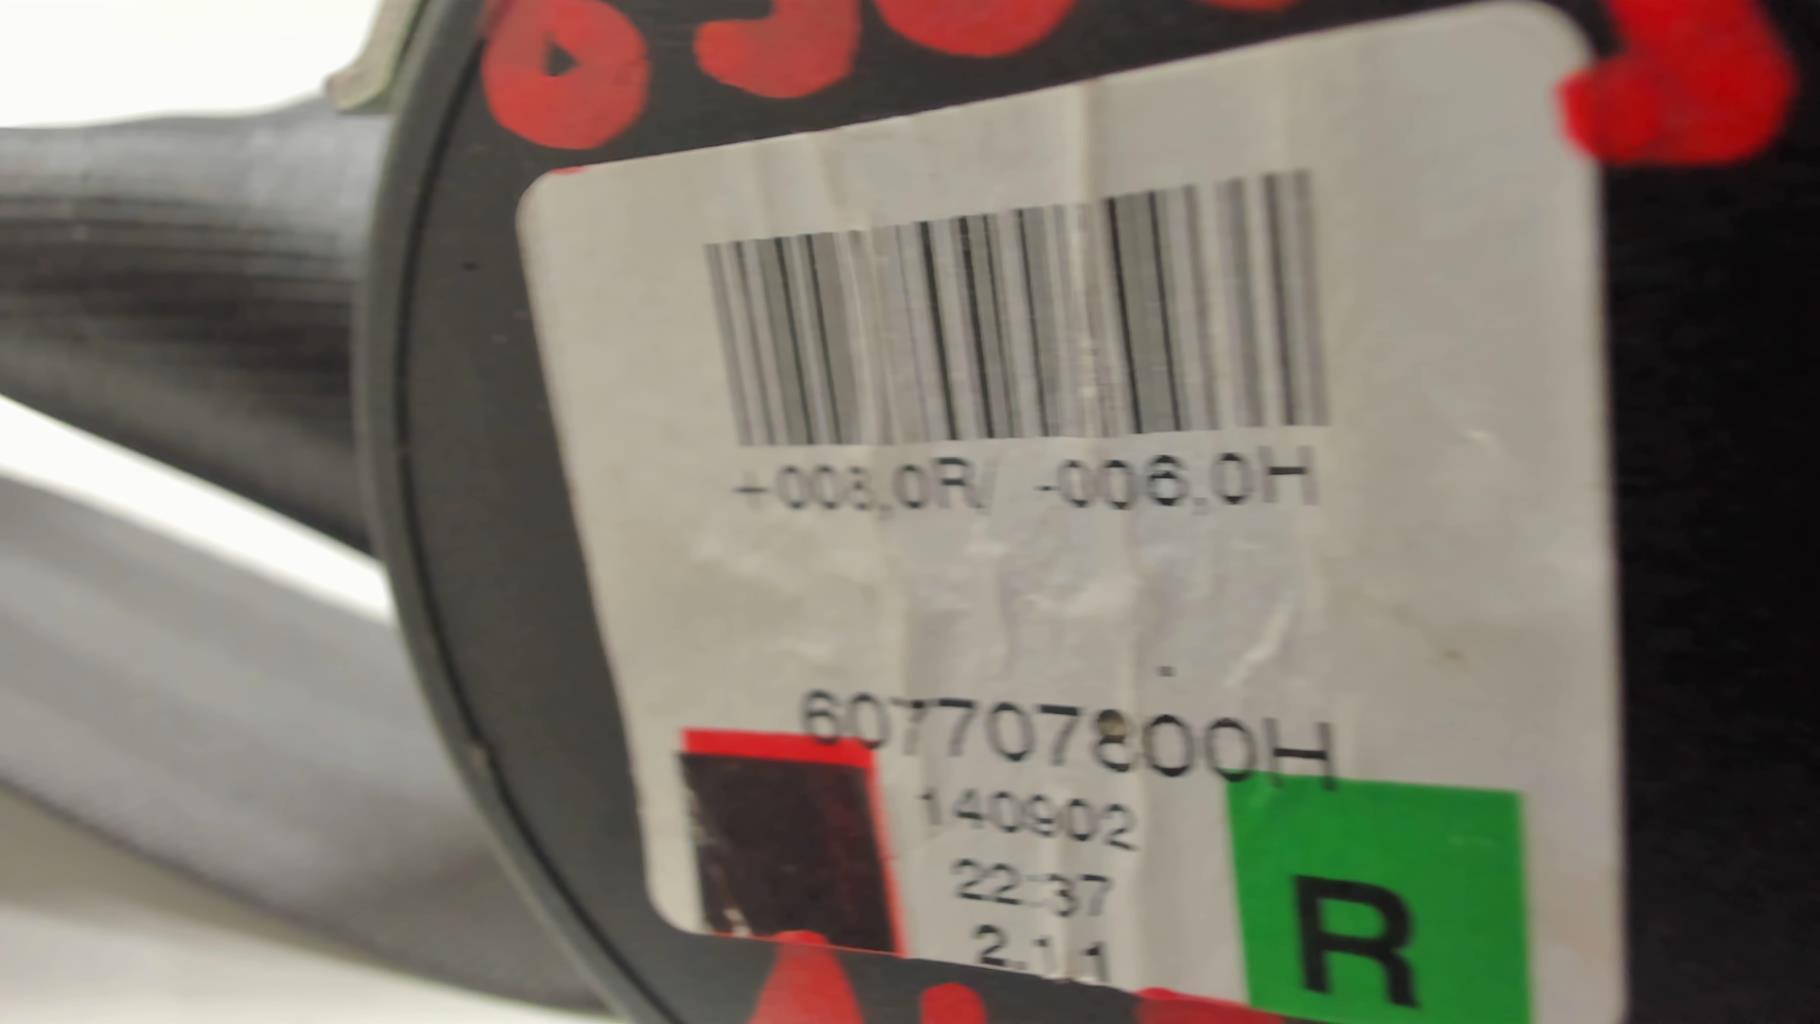 +008,0R/ -006,0H
607707800H
140902
22:37
2.1.1
R